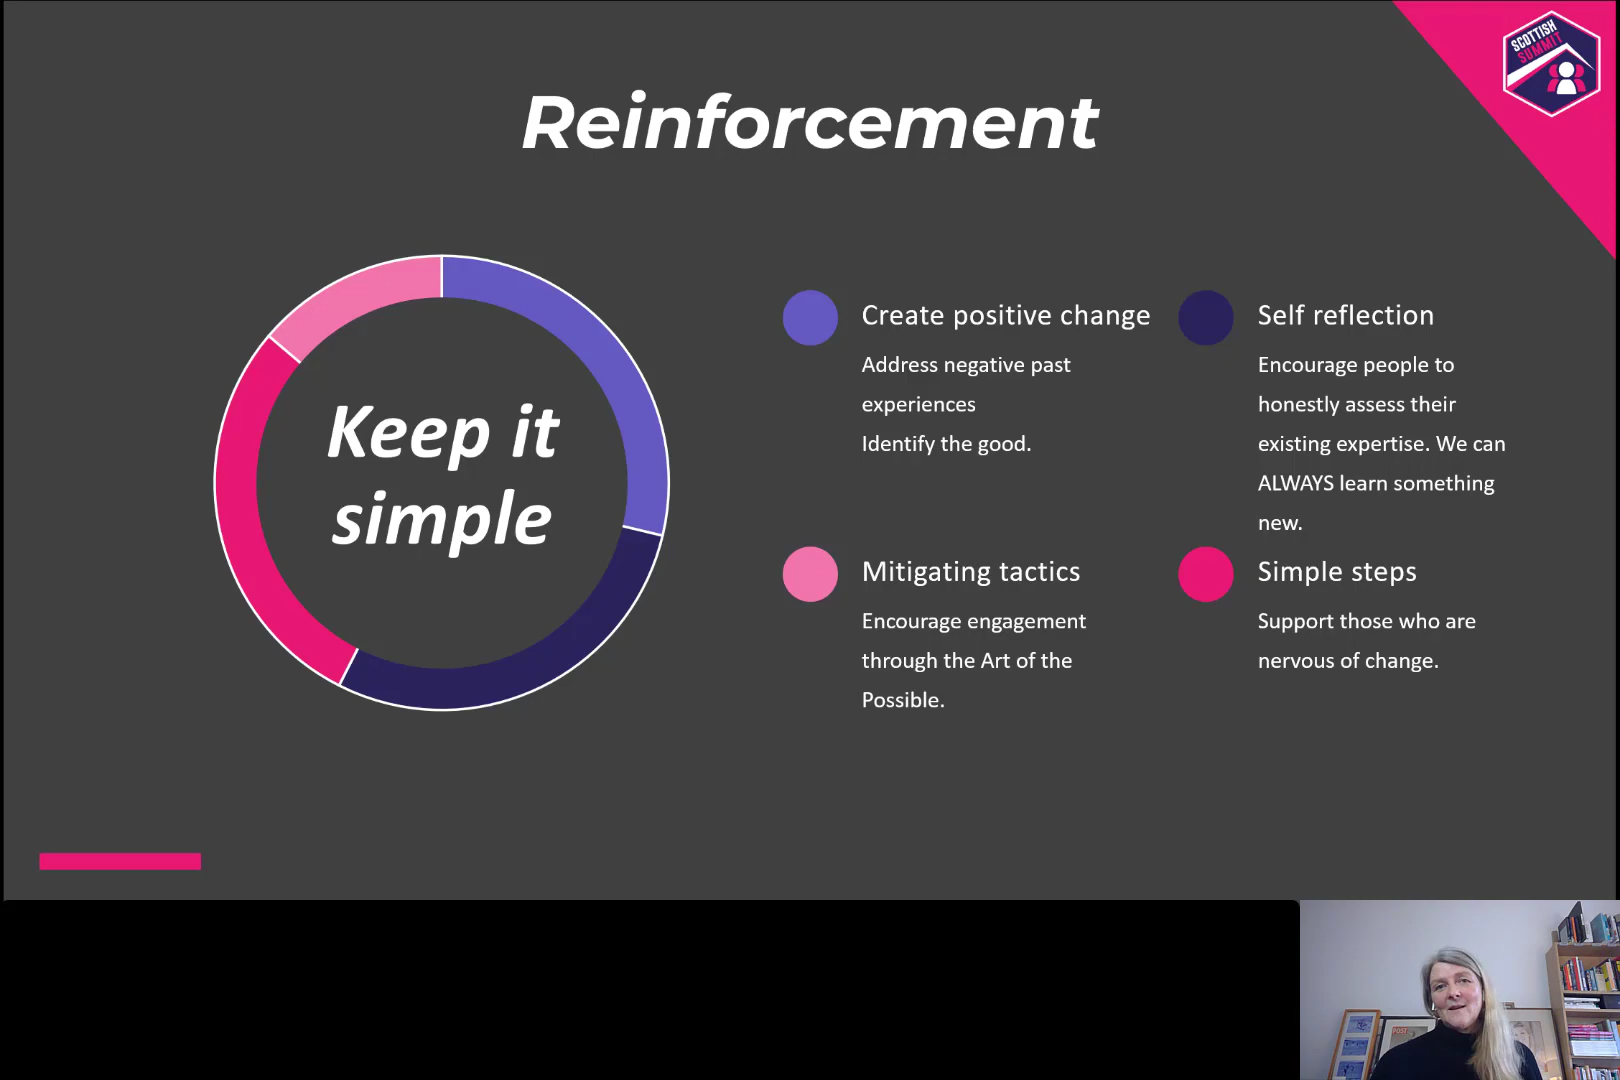 SCOTTISH
SUMMIT
Reinforcement
Keep it
simple
Create positive change
Address negative past
experiences
Identify the good.
Self reflection
Encourage people to
honestly assess their
existing expertise. We can
ALWAYS learn something
new.
Mitigating tactics
Encourage engagement
through the Art of the
Possible.
Simple steps
Support those who are
nervous of change.
POST